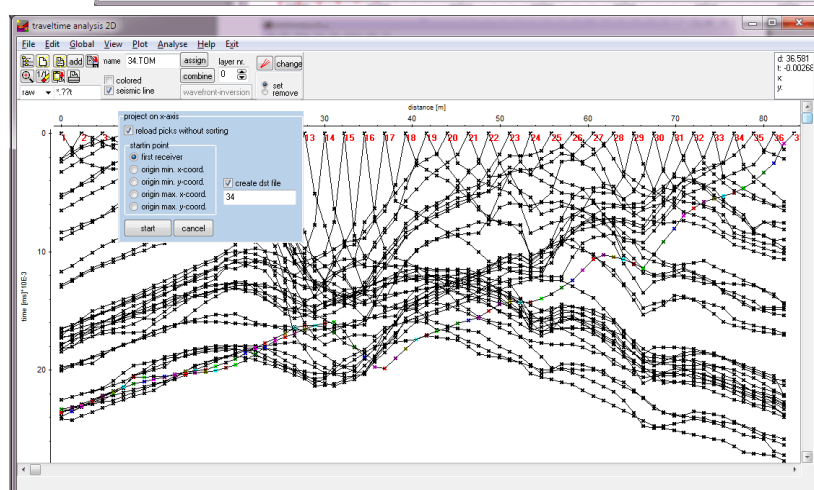 traveltime analysis 2D
File Edit Global View Plot Analyse Help Exit
add name 34.TOM assign layer nr. change
colored combine 0 set
raw *.??t seismic line wavefront-inversion remove
d: 36.581
t: -0.00268
x:
y:
distance [m]
0 30 40 50 60 70 80
1 2 3 13 14 15 16 17 18 19 20 21 22 23 24 25 26 27 28 29 30 31 32 33 34 35 36 3
project on x-axis
reload picks without sorting
startin point
first receiver
origin min. x-coord.
origin min. y-coord.
origin max. x-coord.
origin max. y-coord.
create dst file
34
start cancel
time [ms]*10E-3
0
10
20